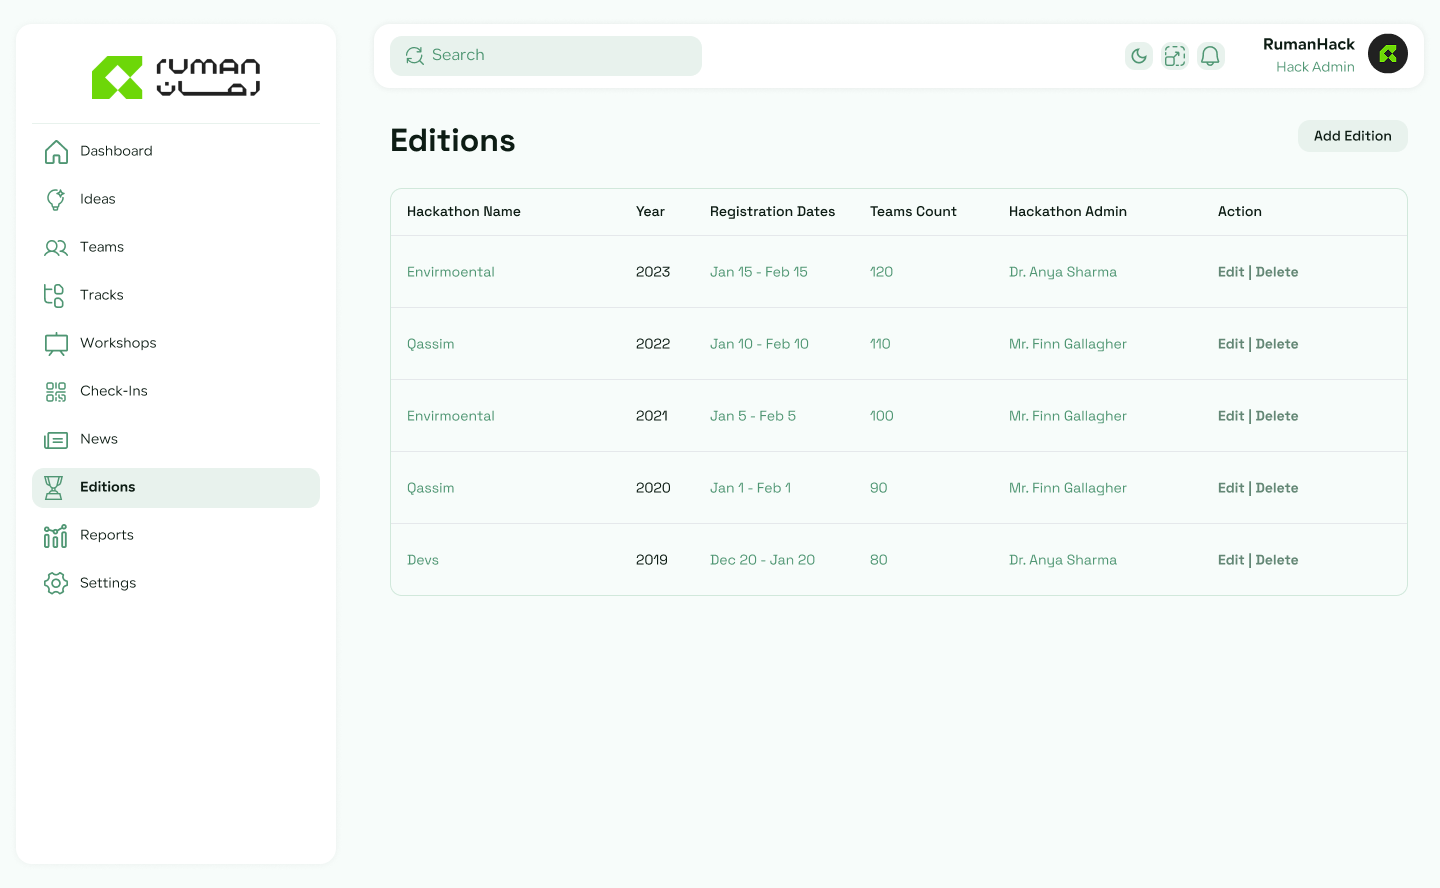 ruman
رمــان
Dashboard
Ideas
Teams
Tracks
Workshops
Check-Ins
News
Editions
Reports
Settings
Search
RumanHack
Hack Admin
Editions
Add Edition
Hackathon Name Year Registration Dates Teams Count Hackathon Admin Action
Envirmoental 2023 Jan 15 - Feb 15 120 Dr. Anya Sharma Edit | Delete
Qassim 2022 Jan 10 - Feb 10 110 Mr. Finn Gallagher Edit | Delete
Envirmoental 2021 Jan 5 - Feb 5 100 Mr. Finn Gallagher Edit | Delete
Qassim 2020 Jan 1 - Feb 1 90 Mr. Finn Gallagher Edit | Delete
Devs 2019 Dec 20 - Jan 20 80 Dr. Anya Sharma Edit | Delete